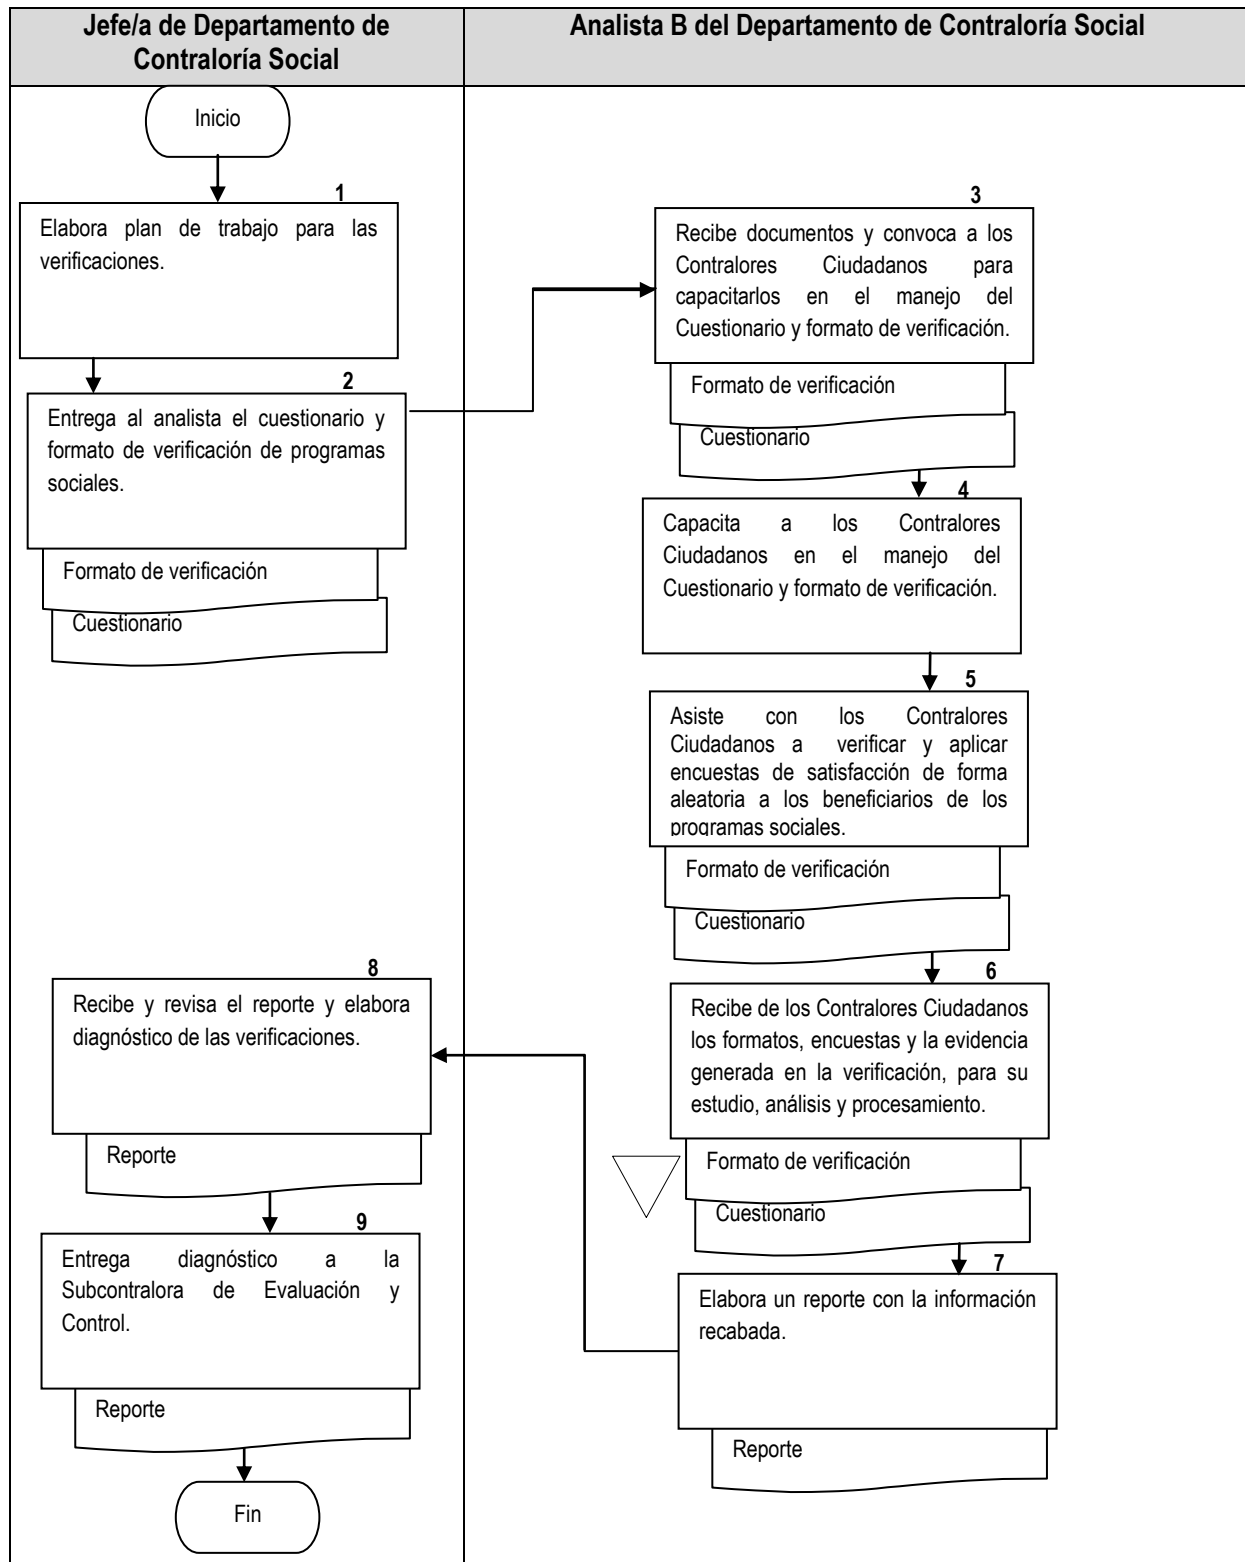 Jefe/a de Departamento de
Contraloría Social
Analista B del Departamento de Contraloría Social
Inicio
1
Elabora plan de trabajo para las
verificaciones.
2
Entrega al analista el cuestionario y
formato de verificación de programas
sociales.
Formato de verificación
Cuestionario
3
Recibe documentos y convoca a los
Contralores Ciudadanos para
capacitarlos en el manejo del
Cuestionario y formato de verificación.
Formato de verificación
Cuestionario
4
Capacita a los Contralores
Ciudadanos en el manejo del
Cuestionario y formato de verificación.
5
Asiste con los Contralores
Ciudadanos a verificar y aplicar
encuestas de satisfacción de forma
aleatoria a los beneficiarios de los
programas sociales.
Formato de verificación
Cuestionario
6
Recibe de los Contralores Ciudadanos
los formatos, encuestas y la evidencia
generada en la verificación, para su
estudio, análisis y procesamiento.
Formato de verificación
Cuestionario
7
Elabora un reporte con la información
recabada.
Reporte
8
Recibe y revisa el reporte y elabora
diagnóstico de las verificaciones.
Reporte
9
Entrega diagnóstico a la
Subcontralora de Evaluación y
Control.
Reporte
Fin